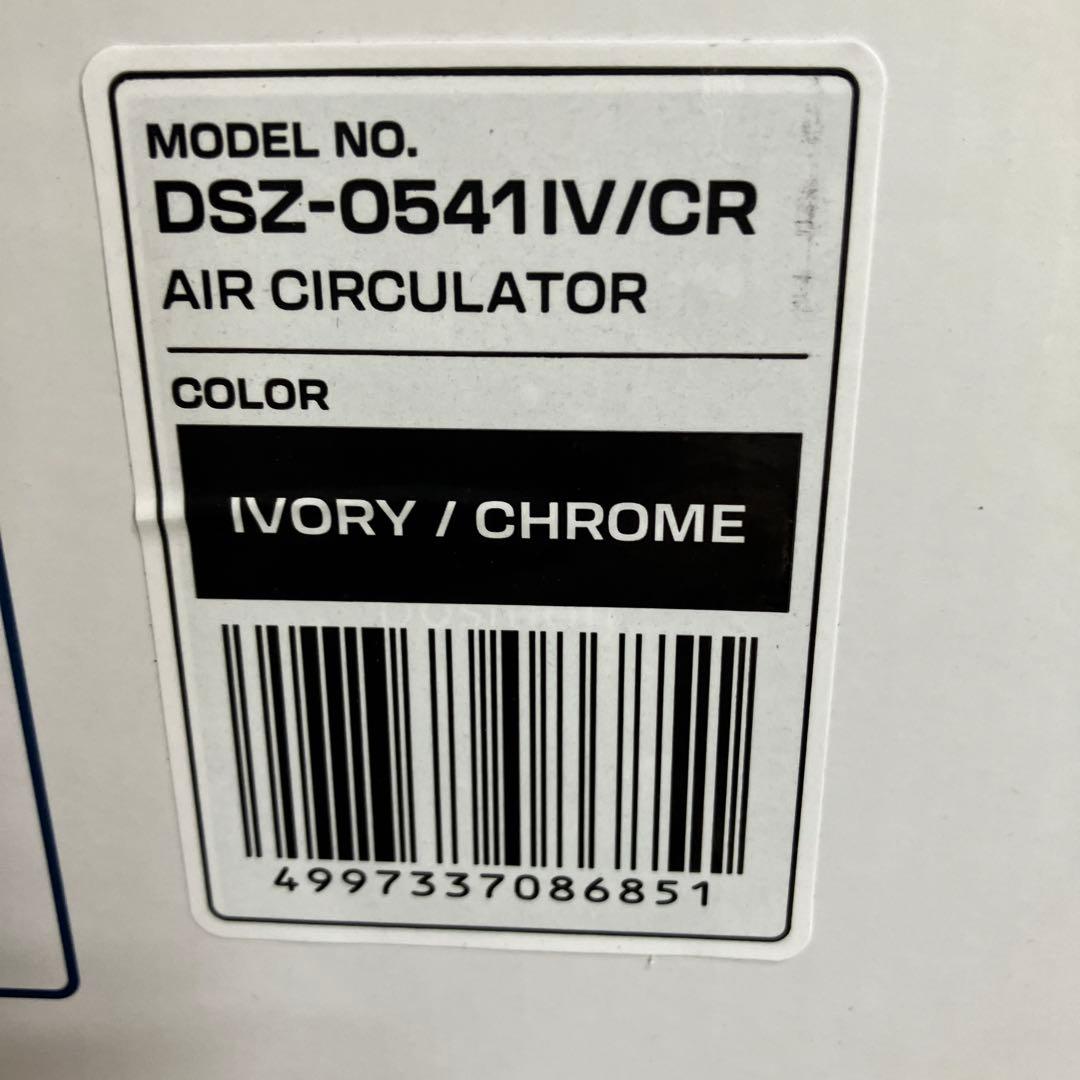 MODEL NO.
DSZ-0541IV/CR
AIR CIRCULATOR
COLOR
IVORY / CHROME
4997337086851